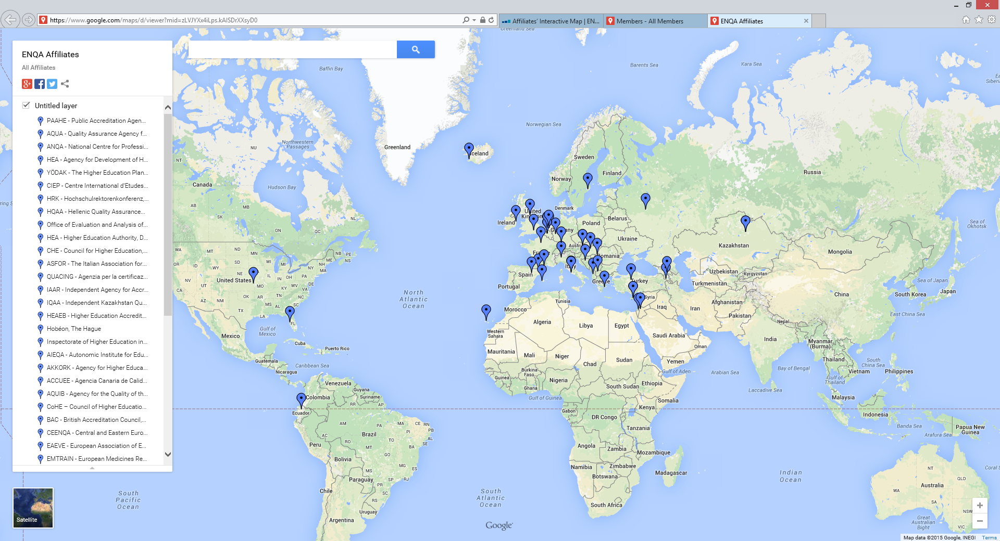 https://www.google.com/maps/d/viewer?mid=zLVJYXx4iLps.kAISDrXXsyD0
Affiliates' Interactive Map | EN...
Members - All Members
ENQA Affiliates
ENQA Affiliates
All Affiliates
Untitled layer
PAAHE - Public Accreditation Agen...
AQUA - Quality Assurance Agency f...
ANQA - National Centre for Professi...
HEA - Agency for Development of H...
YÖDAK - The Higher Education Plan...
CIEP - Centre International d'Etudes...
HRK - Hochschulrektorenkonferenz,...
HQAA - Hellenic Quality Assurance...
Office of Evaluation and Analysis of...
HEA - Higher Education Authority, D...
CHE - Council for Higher Education,...
ASFOR - The Italian Association for...
QUACING - Agenzia per la certificaz...
IAAR - Independent Agency for Accr...
IQAA - Independent Kazakhstan Qu...
HEAEB - Higher Education Accredit...
Hobéon, The Hague
Inspectorate of Higher Education in...
AIEQA - Autonomic Institute for Edu...
AKKORK - Agency for Higher Educa...
ACCUEE - Agencia Canaria de Calid...
AQUIB - Agency for the Quality of th...
CoHE – Council of Higher Educatio...
BAC - British Accreditation Council,...
CEENQA - Central and Eastern Euro...
EAEVE - European Association of E...
EMTRAIN - European Medicines Re...
Satellite
Greenland Sea
Baffin Bay
Barents Sea
Kara Sea
Norwegian Sea
Northwestern
Passages
NU
NT
Greenland
Iceland
Sweden
Finland
Norway
Russia
Canada
Hudson Bay
AB
SK
MB
ON
QC
NL
NB
PE
NS
United
Kingdom
Ireland
Denmark
Poland
Belarus
Ukraine
Romania
Spain
Portugal
Italy
Greece
Turkey
Syria
Kazakhstan
Mongolia
Uzbekistan
Kyrgyzstan
Turkmenistan
Afghanistan
Pakistan
China
Sea of
Okhotsk
Sea of Japan
Japan
South Korea
East China Sea
Nepal
India
Myanmar
(Burma)
Thailand
Vietnam
South
China Sea
Philippines
Gulf of
Thailand
Bay of Bengal
Laccadive Sea
Arabian Sea
Malaysia
Indonesia
Banda Sea
Arafura Sea
Papua New
Guinea
MT
ND
SD
MN
WI
MI
VT
NH
MA
United States
MO
IL
IN
OH
PA
WV
VA
KY
NC
TN
SC
OK
AR
MS
TX
LA
FL
NM
AZ
UT
NV
CA
CO
DE
North
Atlantic
Ocean
Gulf of
Mexico
Mexico
Cuba
Puerto Rico
Guatemala
Nicaragua
Caribbean Sea
Venezuela
Guyana
Suriname
Colombia
Ecuador
RR
AP
AM
PA
MA
CE
RN
PB
PI
AL
SE
BA
TO
AC
RO
MT
GO
MG
ES
MS
SP
RJ
PR
SC
RS
Brazil
Peru
Bolivia
Paraguay
Chile
Uruguay
Argentina
Morocco
Tunisia
Algeria
Libya
Egypt
Western
Sahara
Mauritania
Mali
Niger
Chad
Sudan
Iraq
Iran
Saudi Arabia
Oman
Yemen
Gulf of Aden
Burkina
Faso
Guinea
Ghana
Nigeria
Gulf of Guinea
South Sudan
Ethiopia
Somalia
Kenya
Gabon
DR Congo
Tanzania
Angola
Zambia
Mozambique
Namibia
Zimbabwe
Botswana
Madagascar
South Africa
Indian
Ocean
South
Atlantic
Ocean
South
Pacific
Ocean
NT
QLD
WA
Australia
SA
NSW
VIC
Great
Australian
Bight
Google
Map data ©2015 Google, INEGI
Terms